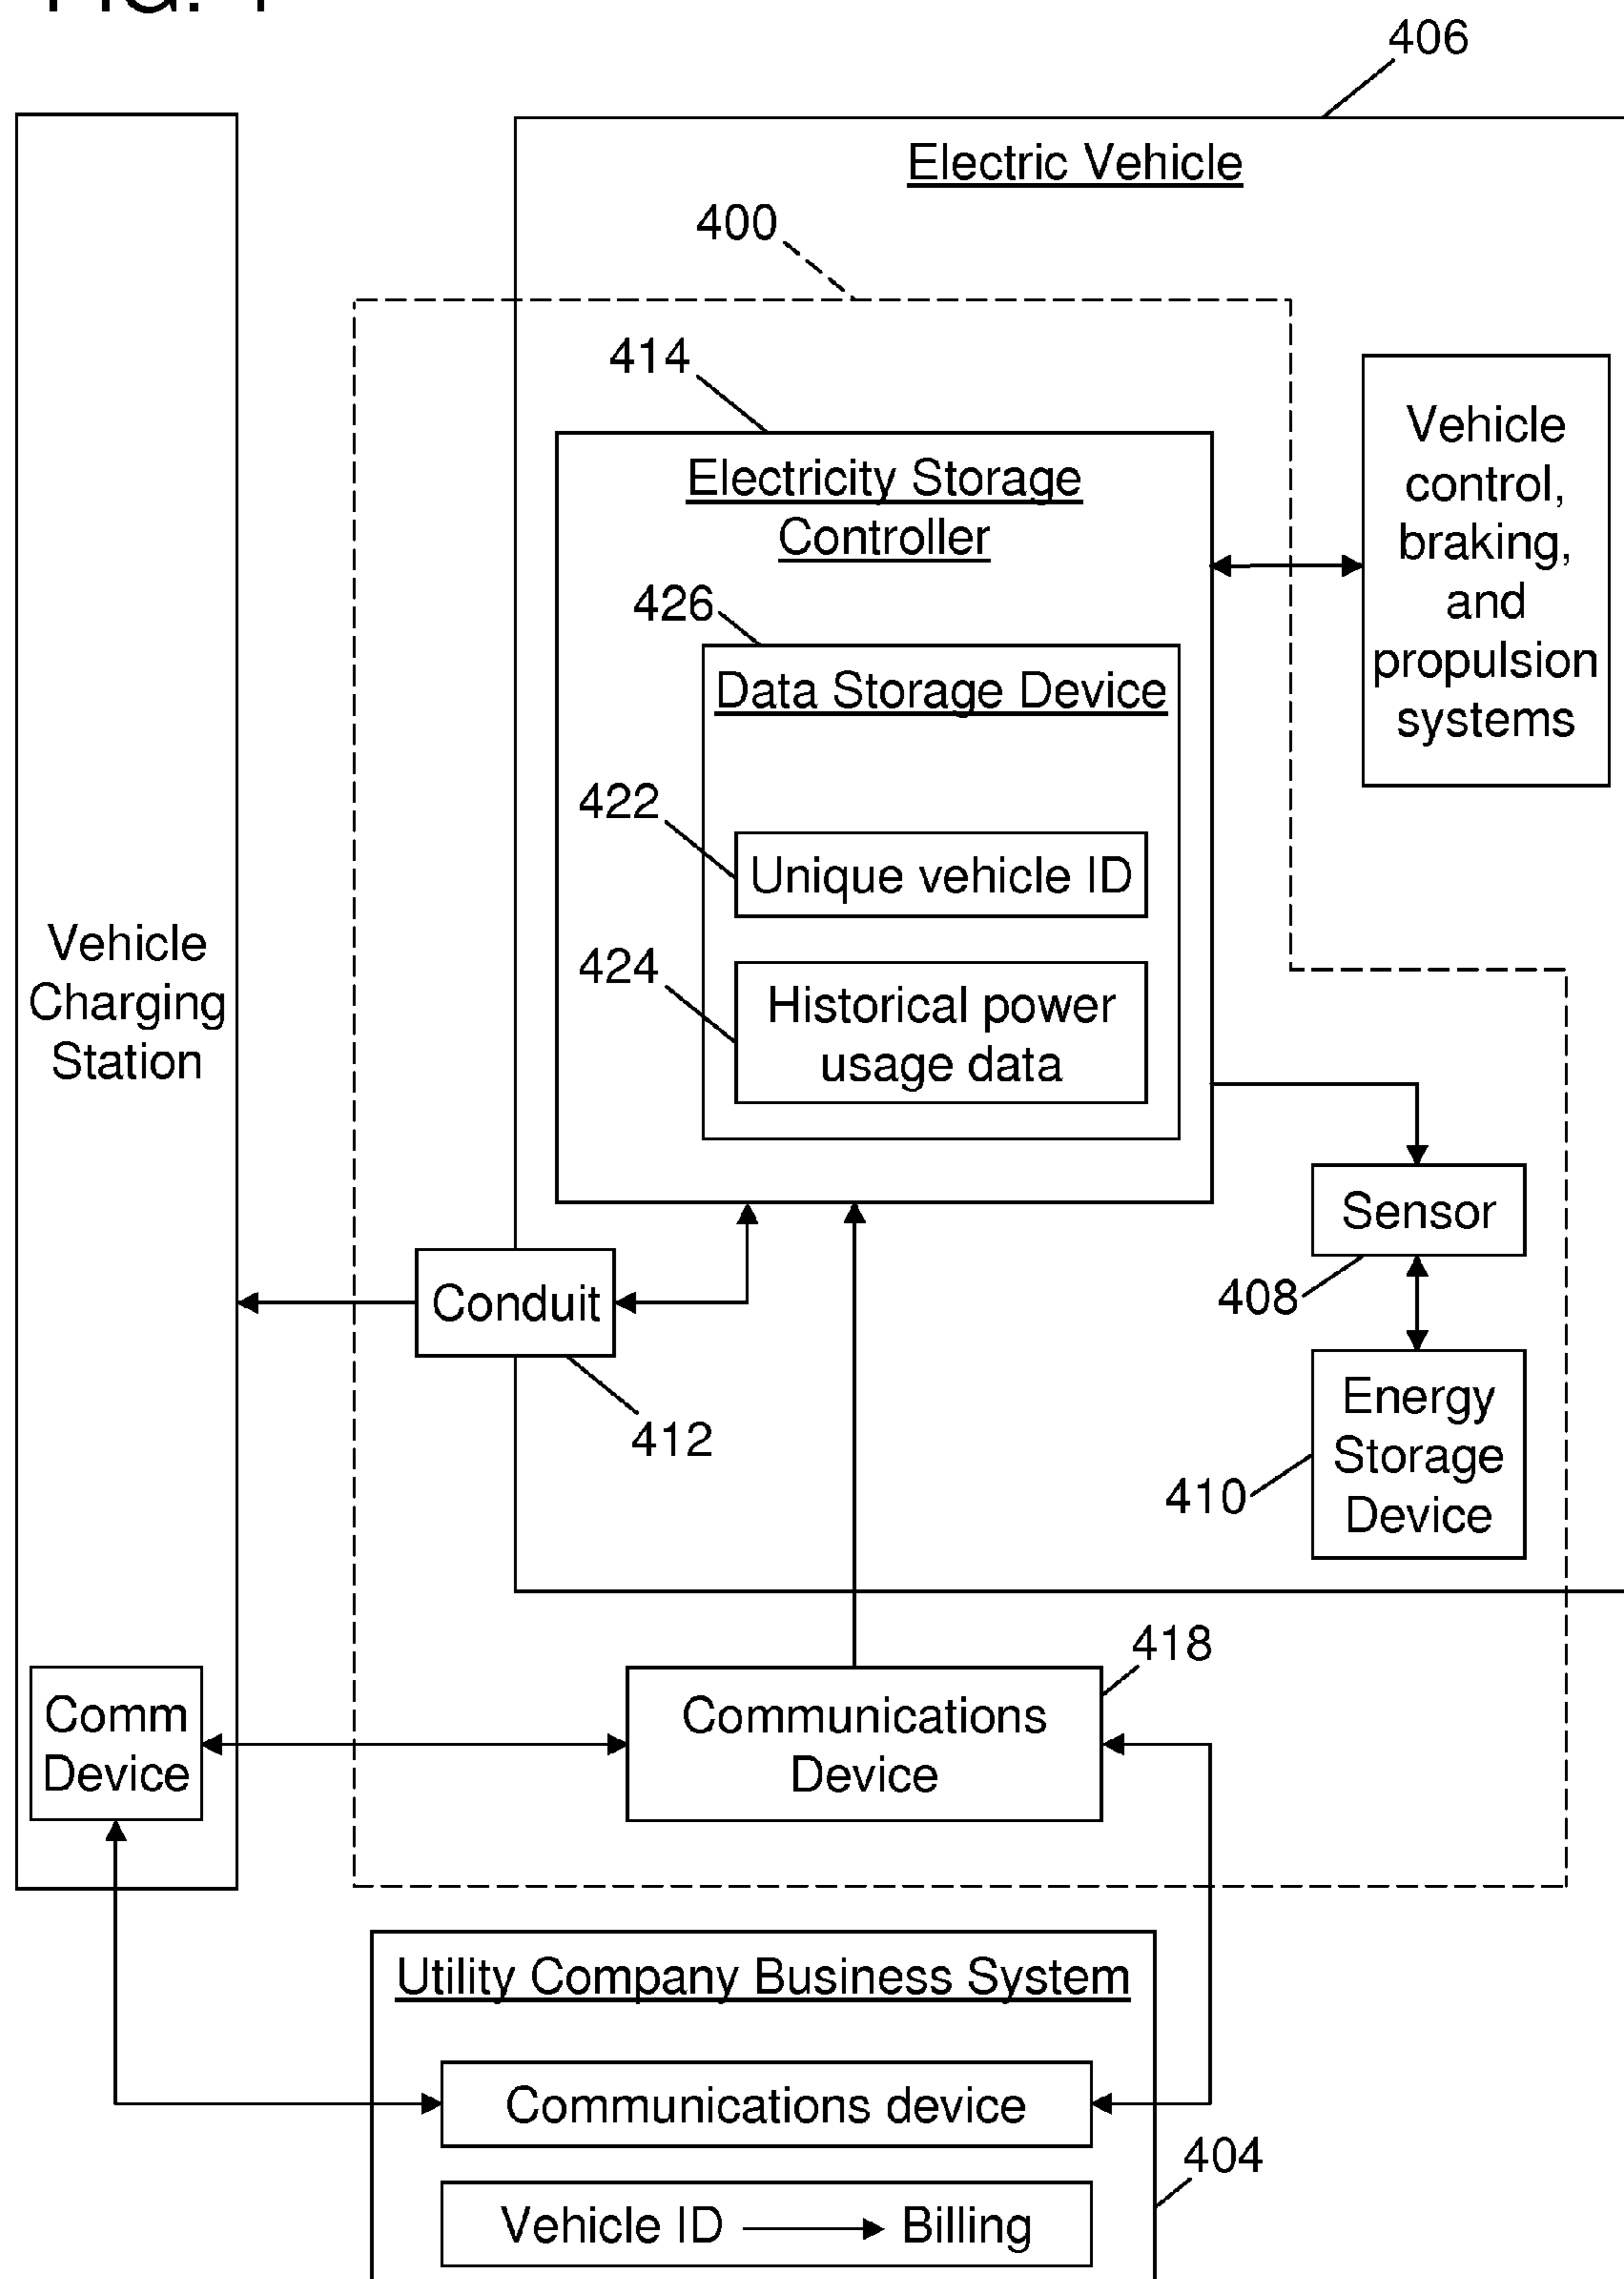 406
Electric Vehicle
400
414
Electricity Storage
Controller
Vehicle
control,
braking,
and
propulsion
systems
426
Data Storage Device
422
Unique vehicle ID
424
Historical power
usage data
Vehicle
Charging
Station
Sensor
408
Conduit
412
Energy
Storage
Device
410
418
Communications
Device
Comm
Device
Utility Company Business System
Communications device
404
Vehicle ID
Billing